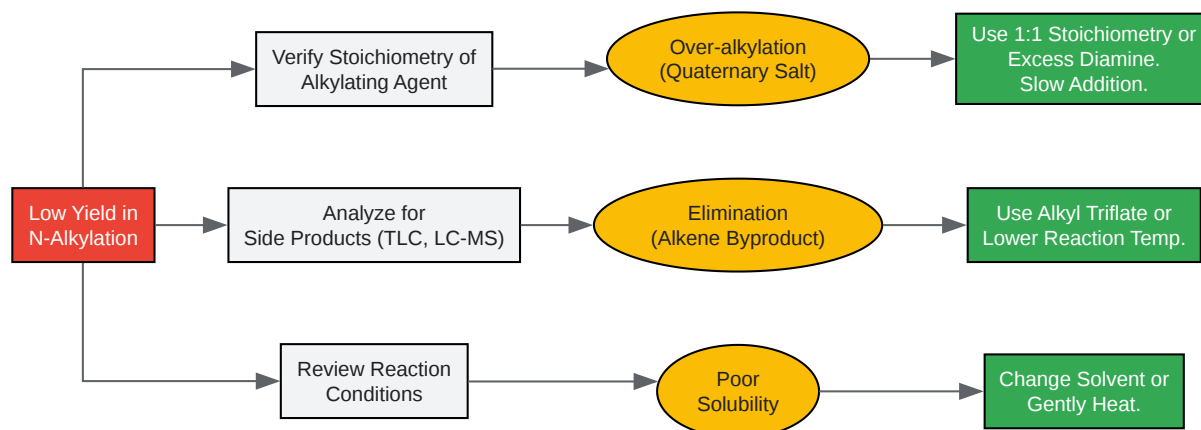 Verify Stoichiometry of
Alkylating Agent
Over-alkylation
(Quaternary Salt)
Use 1:1 Stoichiometry or
Excess Diamine.
Slow Addition.
Low Yield in
N-Alkylation
Analyze for
Side Products (TLC, LC-MS)
Elimination
(Alkene Byproduct)
Use Alkyl Triflate or
Lower Reaction Temp.
Review Reaction
Conditions
Poor
Solubility
Change Solvent or
Gently Heat.